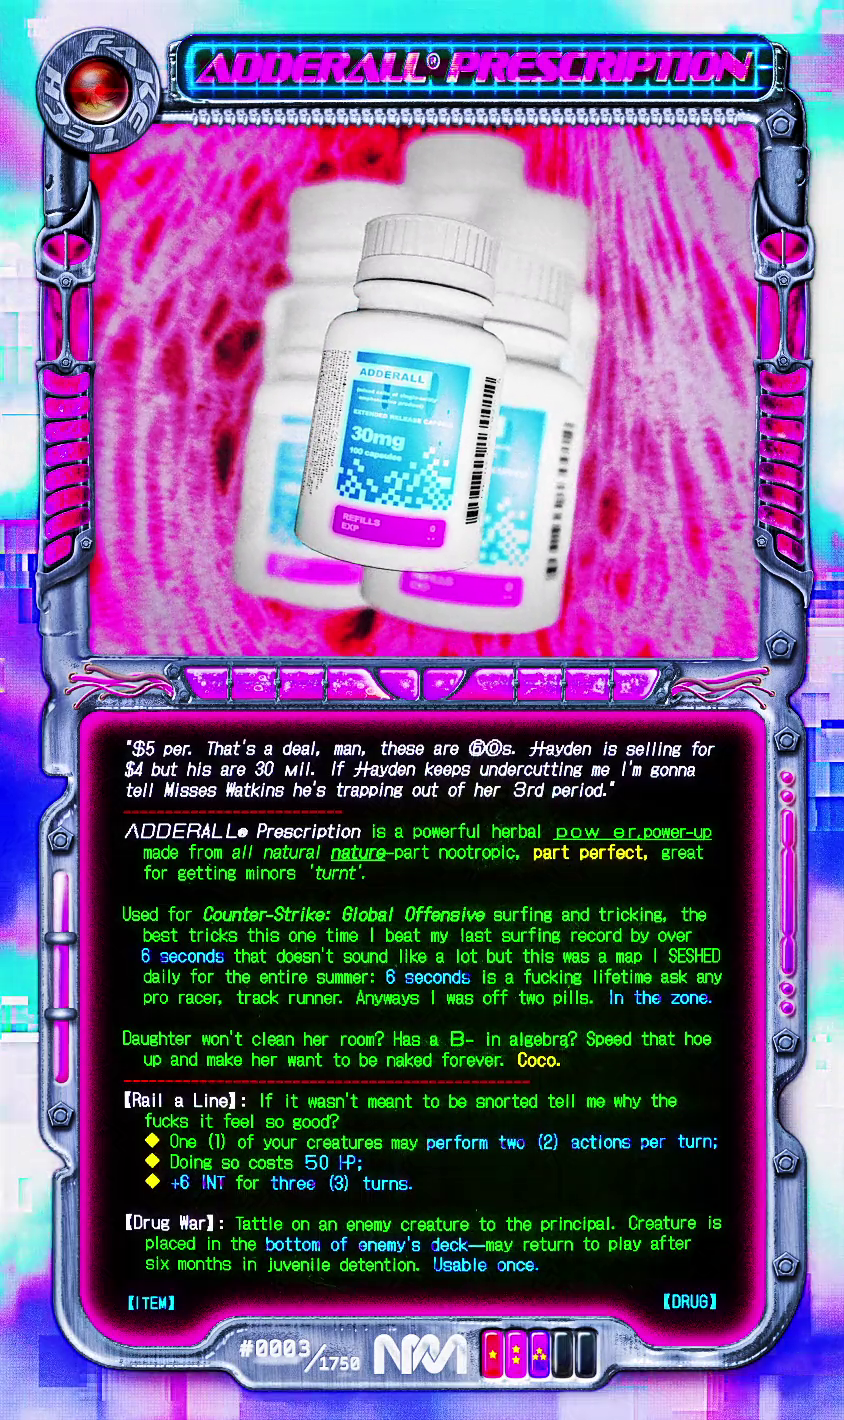 FAKE TECH
ADDERALL® PRESCRIPTION
ADDERALL
EXTENDED RELEASE
30mg
100 capsules
REFILLS 0
EXP
"$5 per. That's a deal, man, these are 60s. Hayden is selling for
$4 but his are 30 mil. If Hayden keeps undercutting me I'm gonna
tell Misses Watkins he's trapping out of her 3rd period."
ADDERALL® Prescription is a powerful herbal pow er.power-up
made from all natural nature-part nootropic, part perfect, great
for getting minors 'turnt'.
Used for Counter-Strike: Global Offensive surfing and tricking, the
best tricks this one time I beat my last surfing record by over
6 seconds that doesn't sound like a lot but this was a map I SESHED
daily for the entire summer: 6 seconds is a fucking lifetime ask any
pro racer, track runner. Anyways I was off two pills. In the zone.
Daughter won't clean her room? Has a B- in algebra? Speed that hoe
up and make her want to be naked forever. Coco.
【Rail a Line】: If it wasn't meant to be snorted tell me why the
fucks it feel so good?
◆ One (1) of your creatures may perform two (2) actions per turn;
◆ Doing so costs 50 HP;
◆ +6 INT for three (3) turns.
【Drug War】: Tattle on an enemy creature to the principal. Creature is
placed in the bottom of enemy's deck—may return to play after
six months in juvenile detention. Usable once.
【ITEM】 【DRUG】
#0003/1750